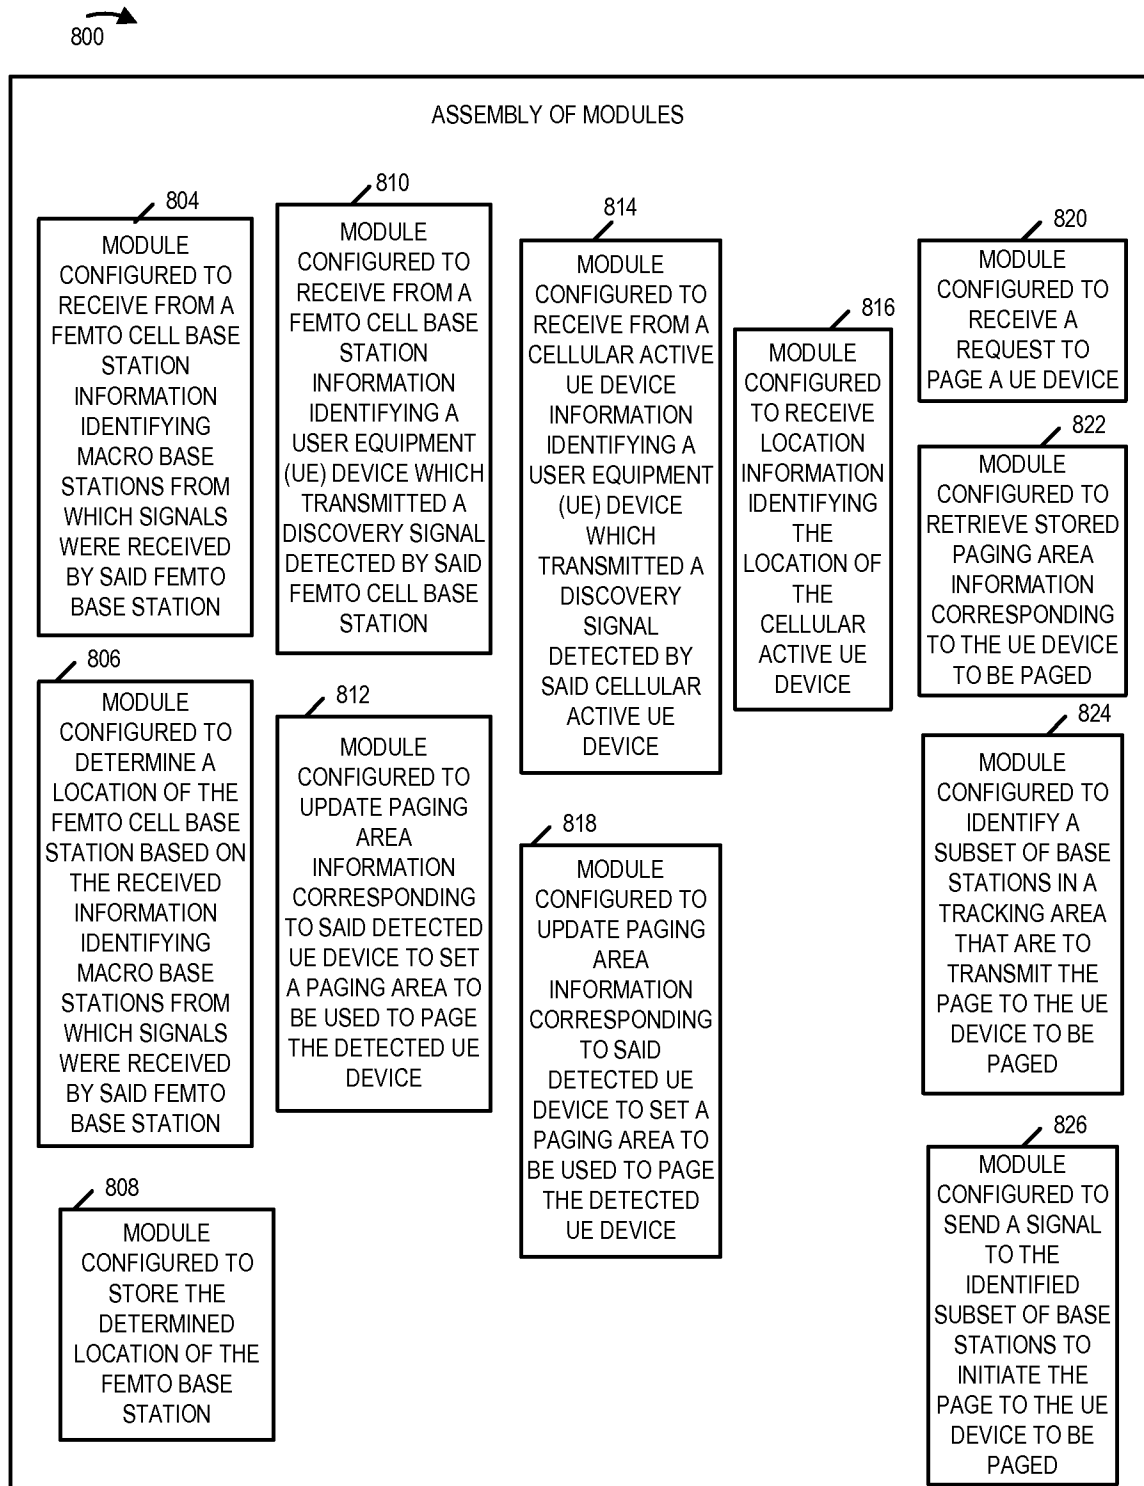 800
ASSEMBLY OF MODULES
804
MODULE
CONFIGURED TO
RECEIVE FROM A
FEMTO CELL BASE
STATION
INFORMATION
IDENTIFYING
MACRO BASE
STATIONS FROM
WHICH SIGNALS
WERE RECEIVED
BY SAID FEMTO
BASE STATION
806
MODULE
CONFIGURED TO
DETERMINE A
LOCATION OF THE
FEMTO CELL BASE
STATION BASED ON
THE RECEIVED
INFORMATION
IDENTIFYING
MACRO BASE
STATIONS FROM
WHICH SIGNALS
WERE RECEIVED
BY SAID FEMTO
BASE STATION
808
MODULE
CONFIGURED TO
STORE THE
DETERMINED
LOCATION OF THE
FEMTO BASE
STATION
810
MODULE
CONFIGURED TO
RECEIVE FROM A
FEMTO CELL BASE
STATION
INFORMATION
IDENTIFYING A
USER EQUIPMENT
(UE) DEVICE WHICH
TRANSMITTED A
DISCOVERY SIGNAL
DETECTED BY SAID
FEMTO CELL BASE
STATION
812
MODULE
CONFIGURED TO
UPDATE PAGING
AREA
INFORMATION
CORRESPONDING
TO SAID DETECTED
UE DEVICE TO SET
A PAGING AREA TO
BE USED TO PAGE
THE DETECTED UE
DEVICE
814
MODULE
CONFIGURED TO
RECEIVE FROM A
CELLULAR ACTIVE
UE DEVICE
INFORMATION
IDENTIFYING A
USER EQUIPMENT
(UE) DEVICE
WHICH
TRANSMITTED A
DISCOVERY
SIGNAL
DETECTED BY
SAID CELLULAR
ACTIVE UE
DEVICE
818
MODULE
CONFIGURED TO
UPDATE PAGING
AREA
INFORMATION
CORRESPONDING
TO SAID
DETECTED UE
DEVICE TO SET A
PAGING AREA TO
BE USED TO PAGE
THE DETECTED
UE DEVICE
816
MODULE
CONFIGURED
TO RECEIVE
LOCATION
INFORMATION
IDENTIFYING
THE
LOCATION OF
THE
CELLULAR
ACTIVE UE
DEVICE
820
MODULE
CONFIGURED TO
RECEIVE A
REQUEST TO
PAGE A UE DEVICE
822
MODULE
CONFIGURED TO
RETRIEVE STORED
PAGING AREA
INFORMATION
CORRESPONDING
TO THE UE DEVICE
TO BE PAGED
824
MODULE
CONFIGURED TO
IDENTIFY A
SUBSET OF BASE
STATIONS IN A
TRACKING AREA
THAT ARE TO
TRANSMIT THE
PAGE TO THE UE
DEVICE TO BE
PAGED
826
MODULE
CONFIGURED TO
SEND A SIGNAL
TO THE
IDENTIFIED
SUBSET OF BASE
STATIONS TO
INITIATE THE
PAGE TO THE UE
DEVICE TO BE
PAGED